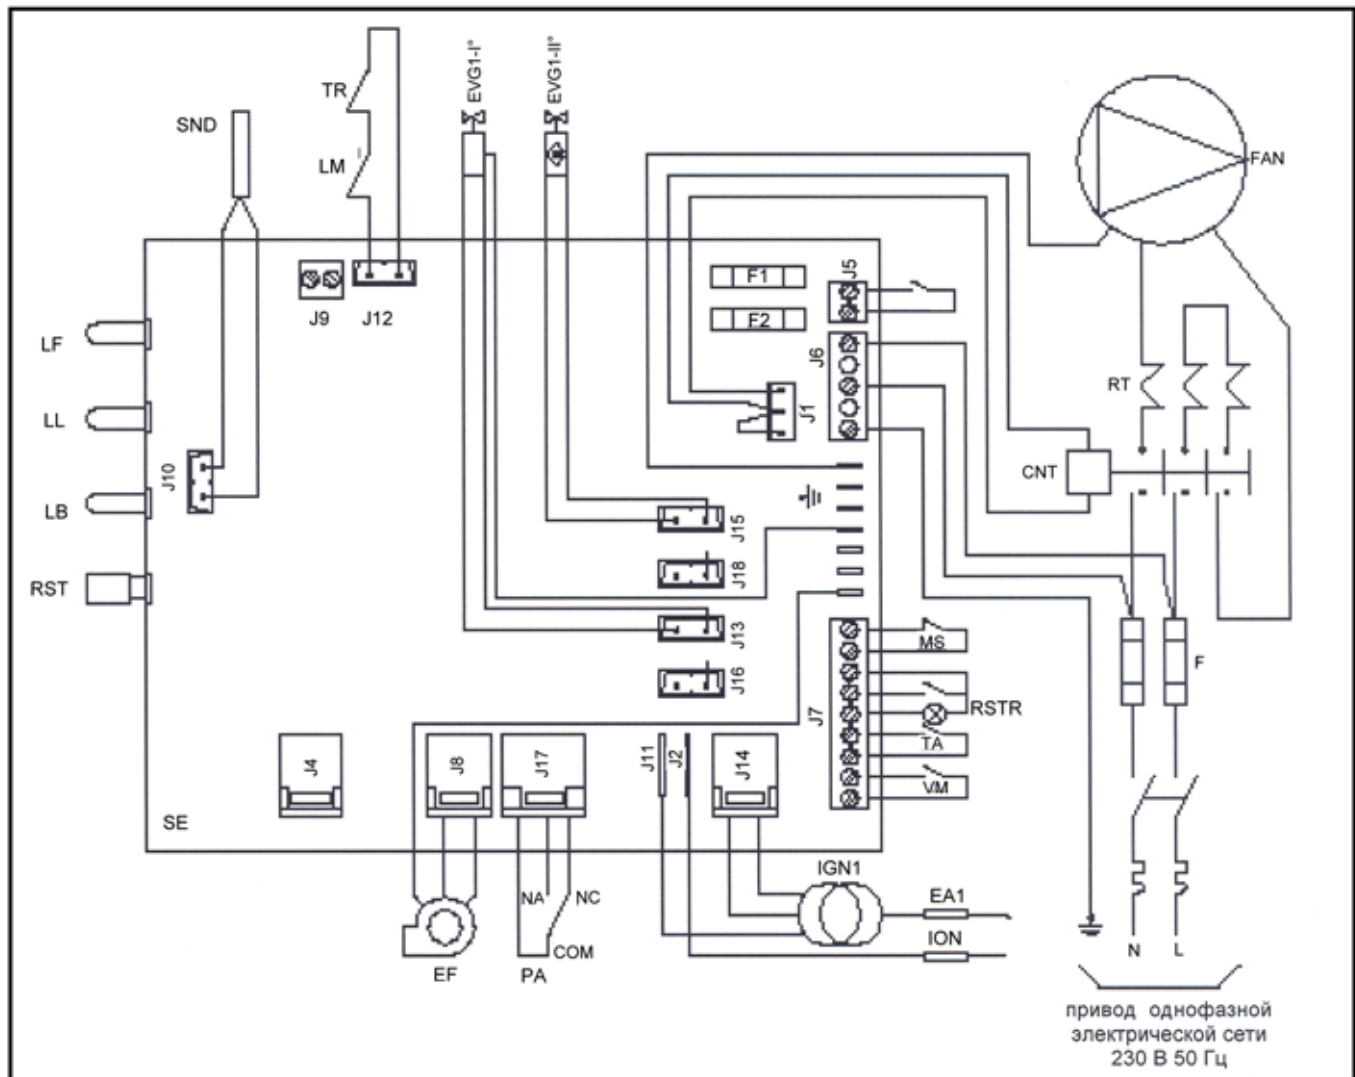 EVG1-I°
EVG1-II°
TR
SND
LM
FAN
F1
J5
F2
J9
J12
LF
J6
RT
LL
J1
J10
CNT
LB
J15
RST
J18
J13
MS
J16
F
J7
RSTR
TA
J4
J8
J17
J11
J2
J14
VM
SE
IGN1
NA
NC
EA1
ION
COM
EF
PA
N
L
привод однофазной
электрической сети
230 В 50 Гц